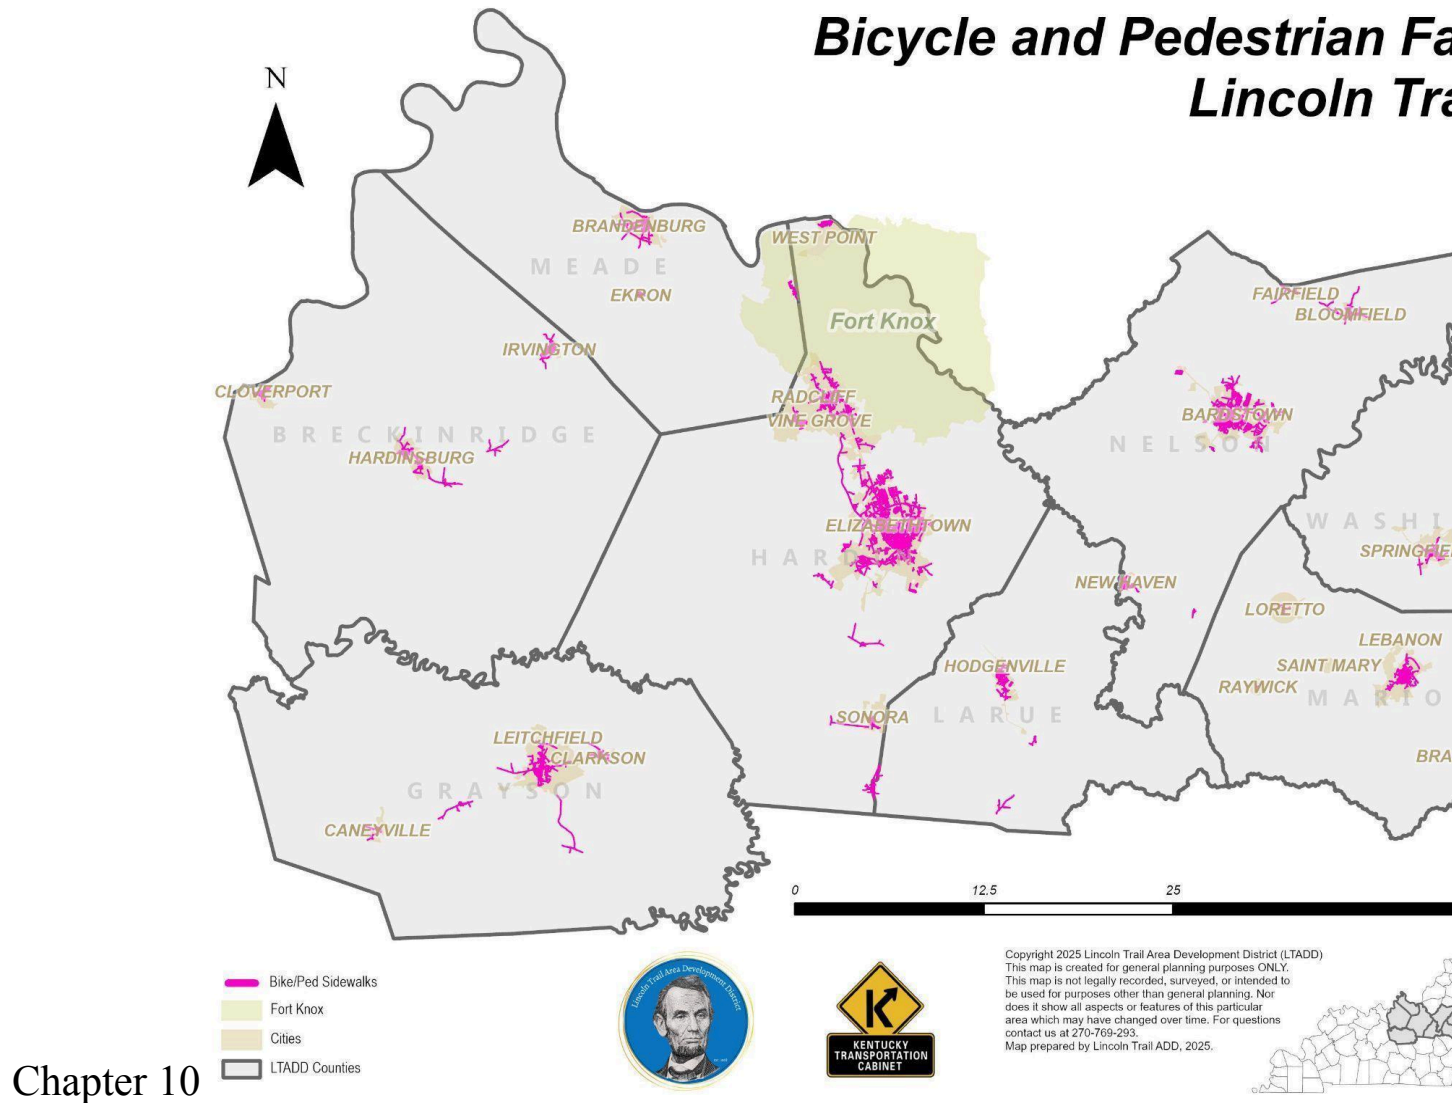 Bicycle and Pedestrian Fa
Lincoln Tra
N
BRANDENBURG
WEST POINT
MEADE
EKRON
FAIRFIELD
BLOOMFIELD
Fort Knox
IRVINGTON
CLOVERPORT
RADCLIFF
VINE GROVE
BARDSTOWN
BRECKINRIDGE
NELSON
HARDINSBURG
ELIZABETHTOWN
WASHI
HARDIN
SPRINGFIE
NEW HAVEN
LORETTO
LEBANON
HODGENVILLE
SAINT MARY
RAYWICK
MARIO
SONORA
LARUE
LEITCHFIELD
CLARKSON
BRA
GRAYSON
CANEYVILLE
0 12.5 25
Bike/Ped Sidewalks
Fort Knox
Cities
LTADD Counties
Lincoln Trail Area Development District
KENTUCKY
TRANSPORTATION
CABINET
Copyright 2025 Lincoln Trail Area Development District (LTADD)
This map is created for general planning purposes ONLY.
This map is not legally recorded, surveyed, or intended to
be used for purposes other than general planning. Nor
does it show all aspects or features of this particular
area which may have changed over time. For questions
contact us at 270-769-293.
Map prepared by Lincoln Trail ADD, 2025.
Chapter 10